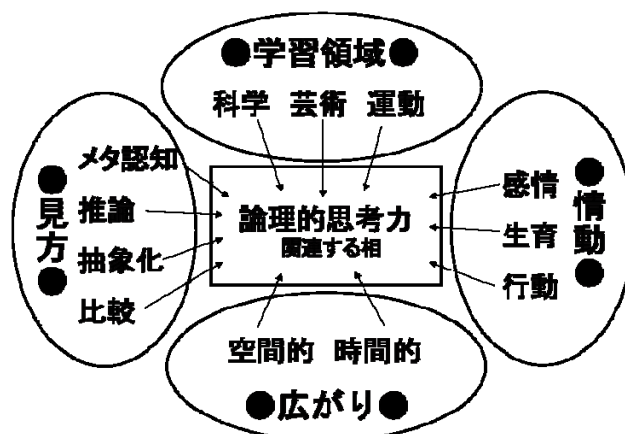 ●学習領域●
科学 芸術 運動
●見方●
メタ認知
推論
抽象化
比較
論理的思考力
関連する相
感情
生育
行動
●情動●
空間的 時間的
●広がり●